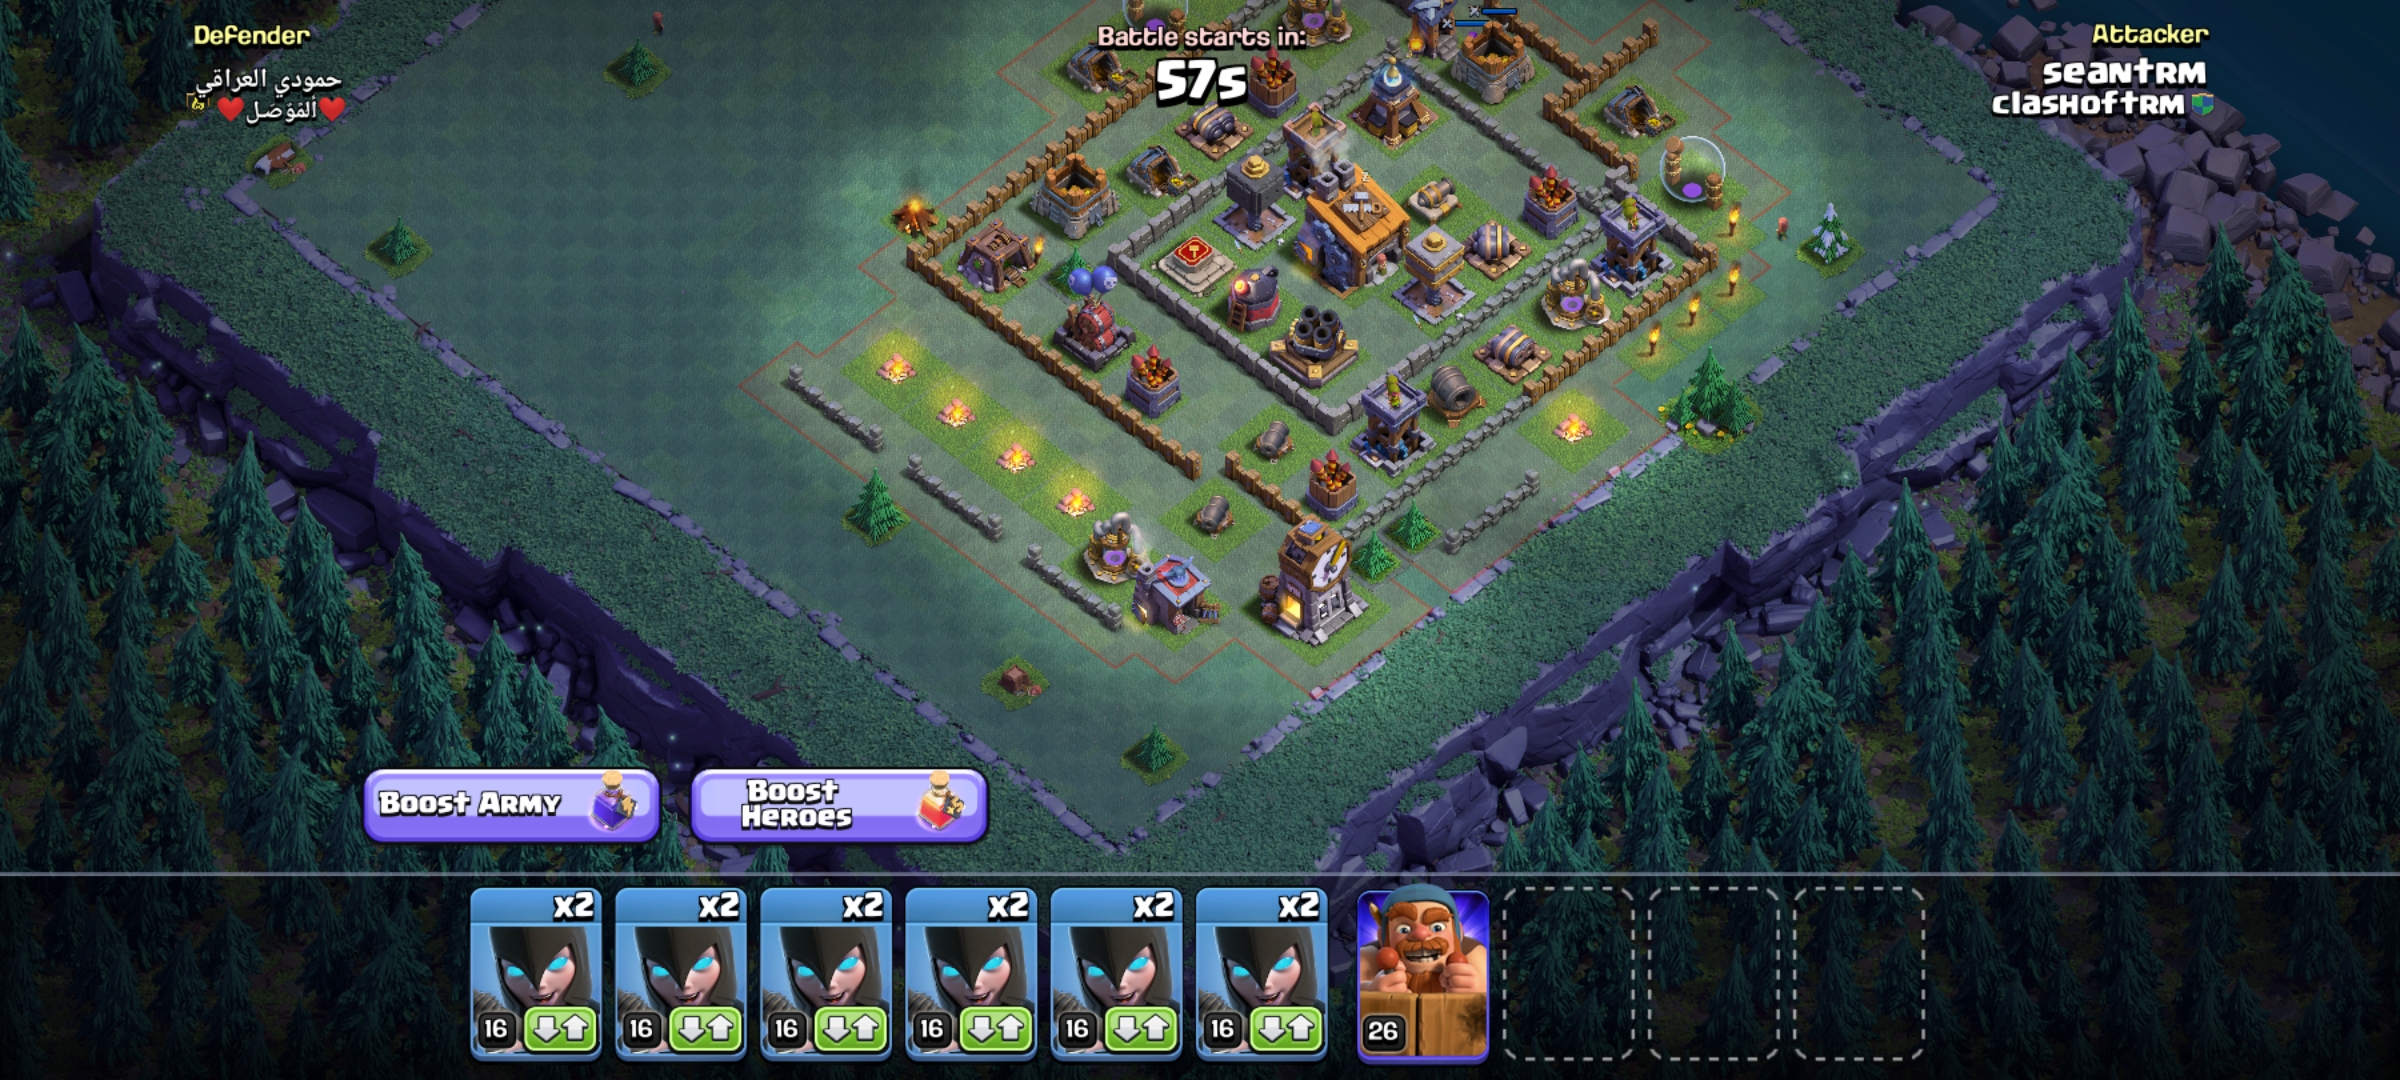 Defender
حمودي العراقي
❤️ألمْوٌصَل❤️
Battle starts in:
57s
Attacker
seantRM
clashoftRM
Boost Army
Boost
Heroes
x2
x2
x2
x2
x2
x2
16
16
16
16
16
16
26